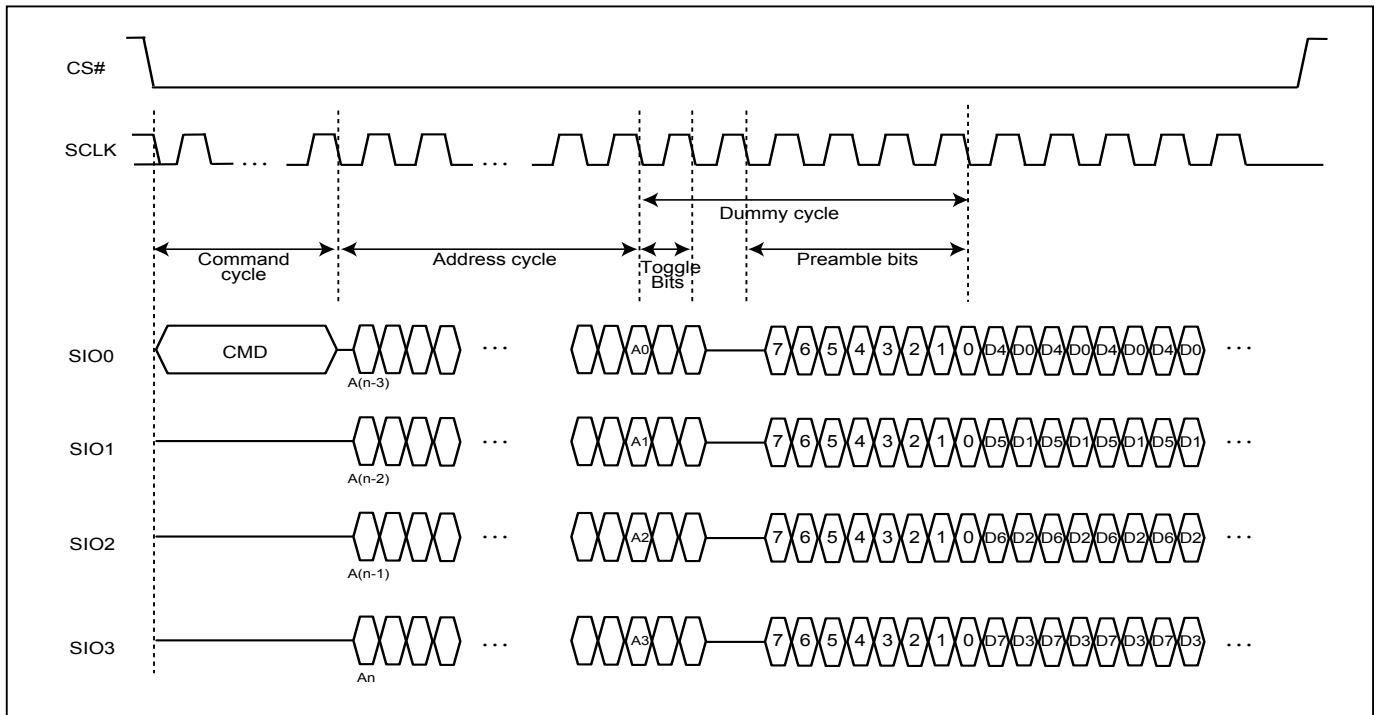 CS#
SCLK
... ...
Dummy cycle
Command cycle
Address cycle
Toggle Bits
Preamble bits
SIO0 CMD ... A0 7 6 5 4 3 2 1 0 D4 D0 D4 D0 D4 D0 D4 D0 ...
A(n-3)
SIO1 ... A1 7 6 5 4 3 2 1 0 D5 D1 D5 D1 D5 D1 D5 D1 ...
A(n-2)
SIO2 ... A2 7 6 5 4 3 2 1 0 D6 D2 D6 D2 D6 D2 D6 D2 ...
A(n-1)
SIO3 ... A3 7 6 5 4 3 2 1 0 D7 D3 D7 D3 D7 D3 D7 D3 ...
An